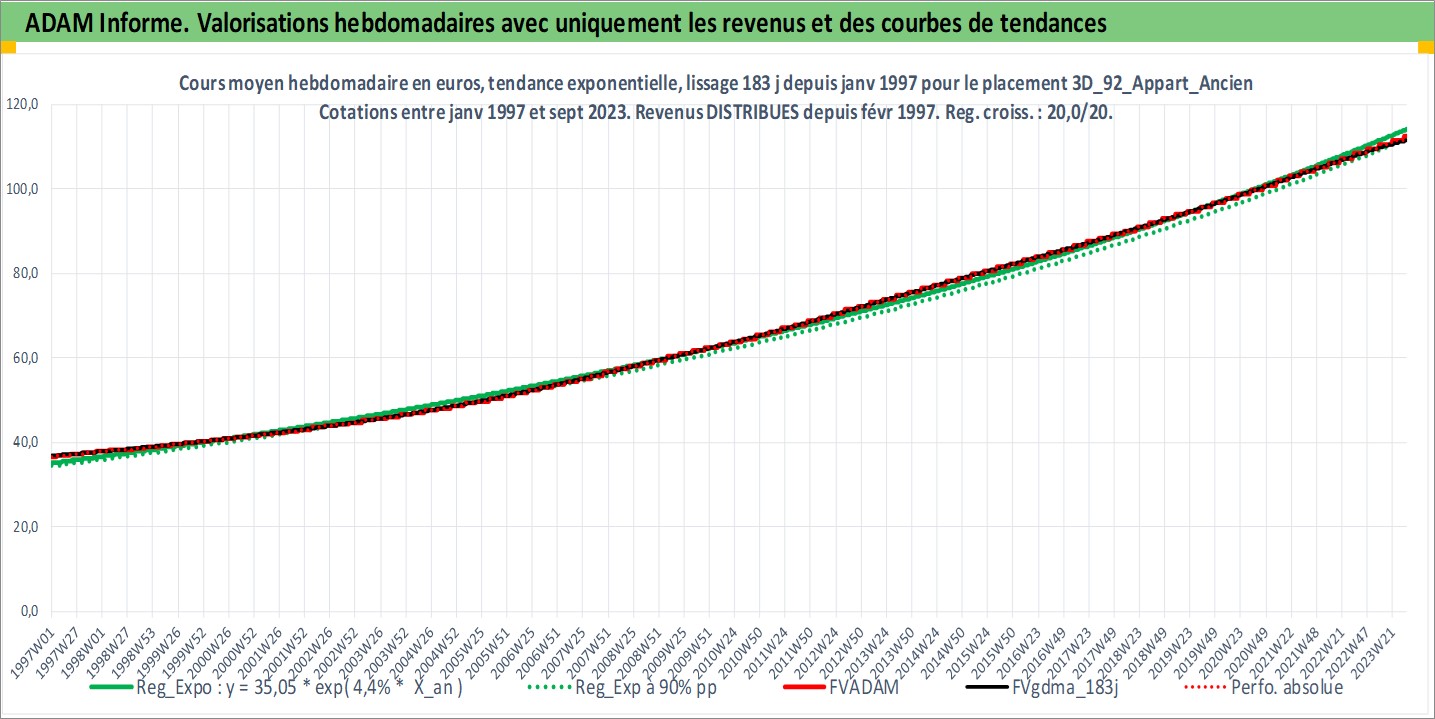 ADAM Informe. Valorisations hebdomadaires avec uniquement les revenus et des courbes de tendances
Cours moyen hebdomadaire en euros, tendance exponentielle, lissage 183 j depuis janv 1997 pour le placement 3D_92_Appart_Ancien
Cotations entre janv 1997 et sept 2023. Revenus DISTRIBUES depuis févr 1997. Reg. croiss. : 20,0/20.
120,0
100,0
80,0
60,0
40,0
20,0
0,0
1997W01 1997W27 1998W01 1998W27 1998W53 1999W26 1999W52 2000W26 2000W52 2001W26 2001W52 2002W26 2002W52 2003W26 2003W52 2004W26 2004W52 2005W25 2005W51 2006W25 2006W51 2007W25 2007W51 2008W25 2008W51 2009W25 2009W51 2010W24 2010W50 2011W24 2011W50 2012W24 2012W50 2013W24 2013W50 2014W24 2014W50 2015W24 2015W50 2016W23 2016W49 2017W23 2017W49 2018W23 2018W49 2019W23 2019W49 2020W23 2020W49 2021W22 2021W48 2022W21 2022W47 2023W21
Reg_Expo : y = 35,05 * exp( 4,4% * X_an ) Reg_Exp à 90% pp FVADAM FVgdma_183j Perfo. absolue